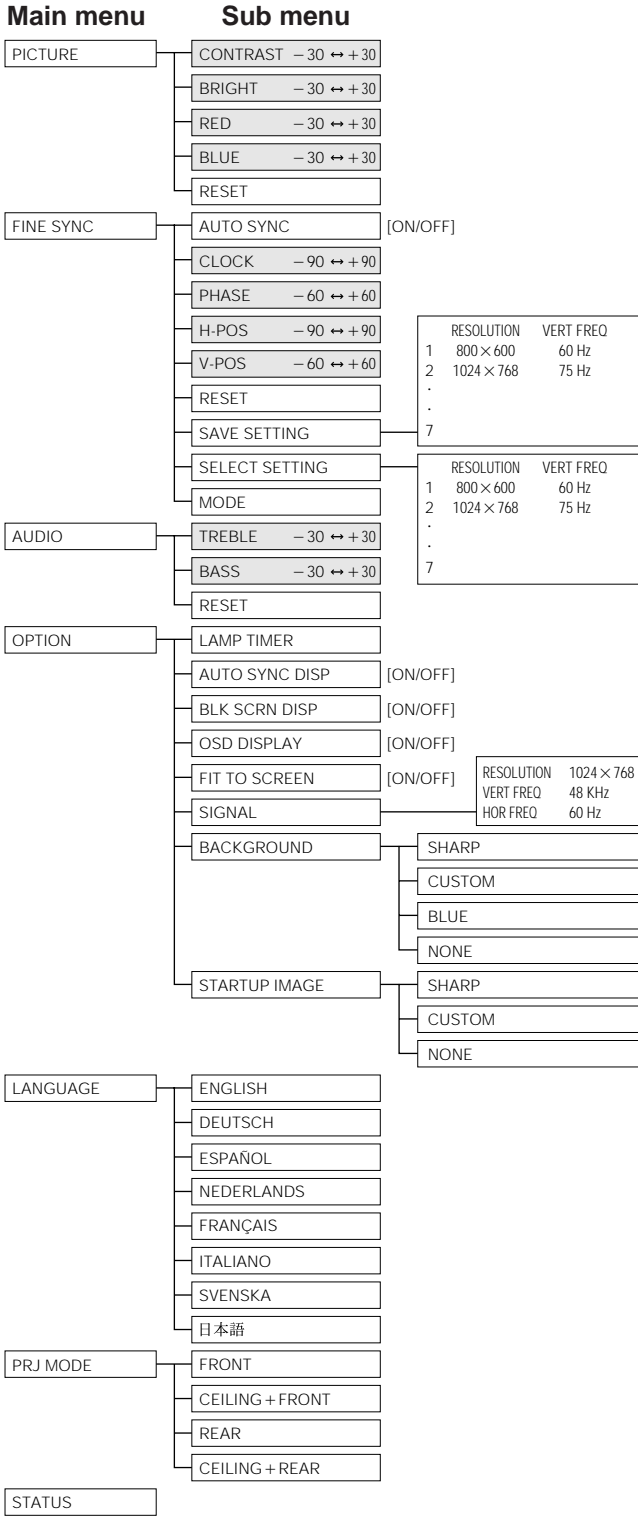 Main menu Sub menu
PICTURE CONTRAST −30 ↔ +30
BRIGHT −30 ↔ +30
RED −30 ↔ +30
BLUE −30 ↔ +30
RESET
FINE SYNC AUTO SYNC [ON/OFF]
CLOCK −90 ↔ +90
PHASE −60 ↔ +60
H-POS −90 ↔ +90
V-POS −60 ↔ +60
RESET
SAVE SETTING
RESOLUTION VERT FREQ
1 800×600 60 Hz
2 1024×768 75 Hz
·
·
7
SELECT SETTING
RESOLUTION VERT FREQ
1 800×600 60 Hz
2 1024×768 75 Hz
·
·
7
MODE
AUDIO TREBLE −30 ↔ +30
BASS −30 ↔ +30
RESET
OPTION LAMP TIMER
AUTO SYNC DISP [ON/OFF]
BLK SCRN DISP [ON/OFF]
OSD DISPLAY [ON/OFF]
FIT TO SCREEN [ON/OFF]
SIGNAL
RESOLUTION 1024×768
VERT FREQ 48 KHz
HOR FREQ 60 Hz
BACKGROUND SHARP
CUSTOM
BLUE
NONE
STARTUP IMAGE SHARP
CUSTOM
NONE
LANGUAGE ENGLISH
DEUTSCH
ESPAÑOL
NEDERLANDS
FRANÇAIS
ITALIANO
SVENSKA
日本語
PRJ MODE FRONT
CEILING+FRONT
REAR
CEILING+REAR
STATUS